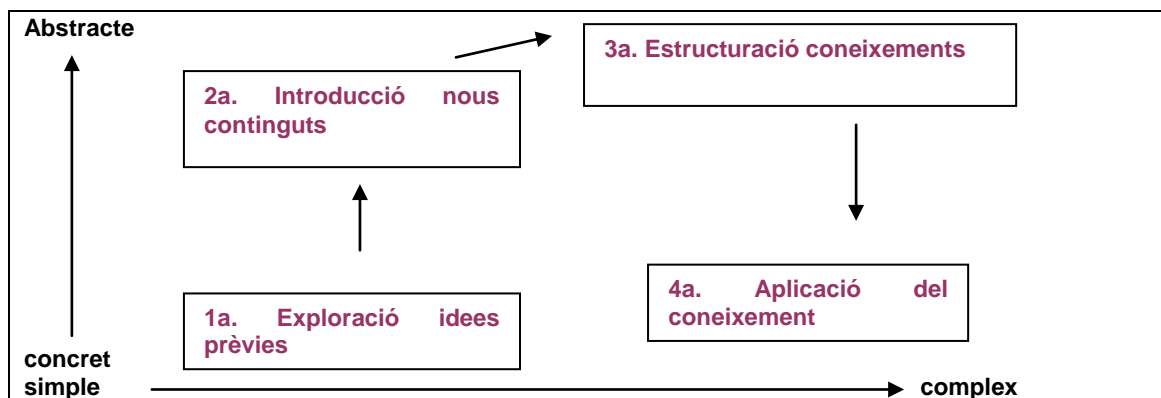 Abstracte
3a. Estructuració coneixements
2a. Introducció nous
continguts
1a. Exploració idees
prèvies
4a. Aplicació del
coneixement
concret
simple
complex